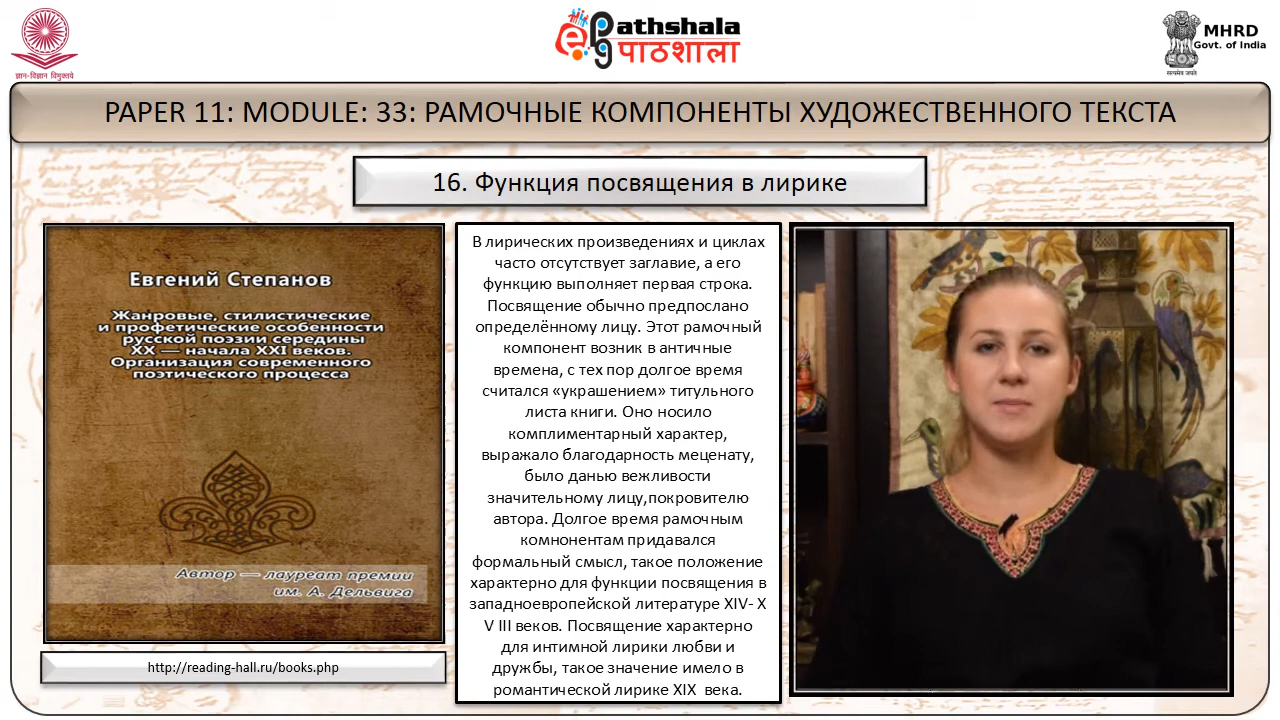 ज्ञान-विज्ञान विमुक्तये
ePathshala
पाठशाला
MHRD
Govt. of India
सत्यमेव जयते
PAPER 11: MODULE: 33: РАМОЧНЫЕ КОМПОНЕНТЫ ХУДОЖЕСТВЕННОГО ТЕКСТА
16. Функция посвящения в лирике
Евгений Степанов
Жанровые, стилистические
и профетические особенности
русской поэзии середины
XX — начала XXI веков.
Организация современного
поэтического процесса
Автор — лауреат премии
им. А. Дельвига
http://reading-hall.ru/books.php
В лирических произведениях и циклах
часто отсутствует заглавие, а его
функцию выполняет первая строка.
Посвящение обычно предпослано
определённому лицу. Этот рамочный
компонент возник в античные
времена, с тех пор долгое время
считался «украшением» титульного
листа книги. Оно носило
комплиментарный характер,
выражало благодарность меценату,
было данью вежливости
значительному лицу,покровителю
автора. Долгое время рамочным
комнонентам придавался
формальный смысл, такое положение
характерно для функции посвящения в
западноевропейской литературе XIV- X
V III веков. Посвящение характерно
для интимной лирики любви и
дружбы, такое значение имело в
романтической лирике XIX  века.